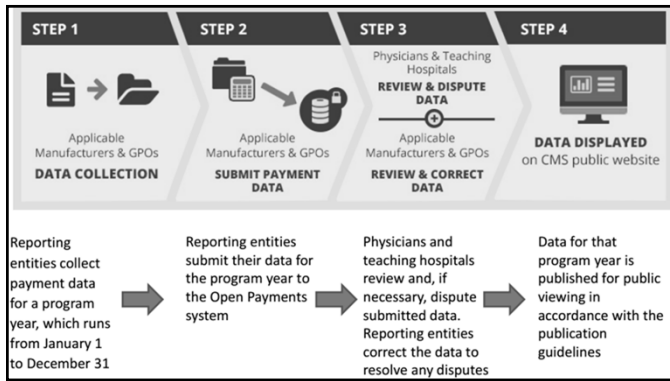 STEP 1
Applicable
Manufacturers & GPOs
DATA COLLECTION
STEP 2
Applicable
Manufacturers & GPOs
SUBMIT PAYMENT
DATA
STEP 3
Physicians & Teaching
Hospitals
REVIEW & DISPUTE
DATA
Applicable
Manufacturers & GPOs
REVIEW & CORRECT
DATA
STEP 4
DATA DISPLAYED
on CMS public website
Reporting
entities collect
payment data
for a program
year, which runs
from January 1
to December 31
Reporting entities
submit their data for
the program year to
the Open Payments
system
Physicians and
teaching hospitals
review and, if
necessary, dispute
submitted data.
Reporting entities
correct the data to
resolve any disputes
Data for that
program year is
published for public
viewing in
accordance with the
publication
guidelines